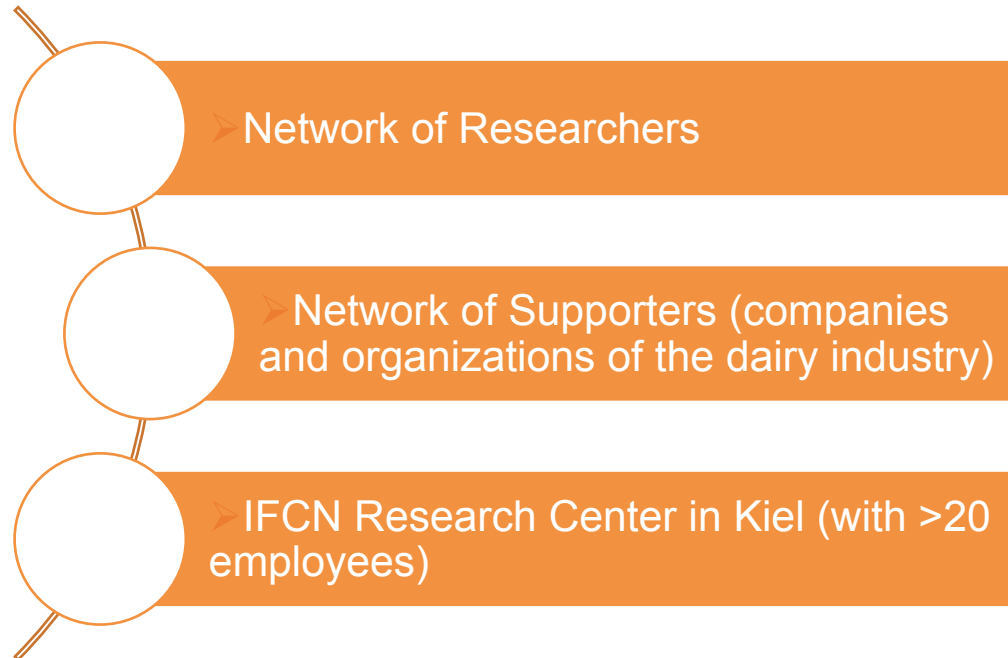 ➢Network of Researchers
➢Network of Supporters (companies
and organizations of the dairy industry)
➢IFCN Research Center in Kiel (with >20
employees)